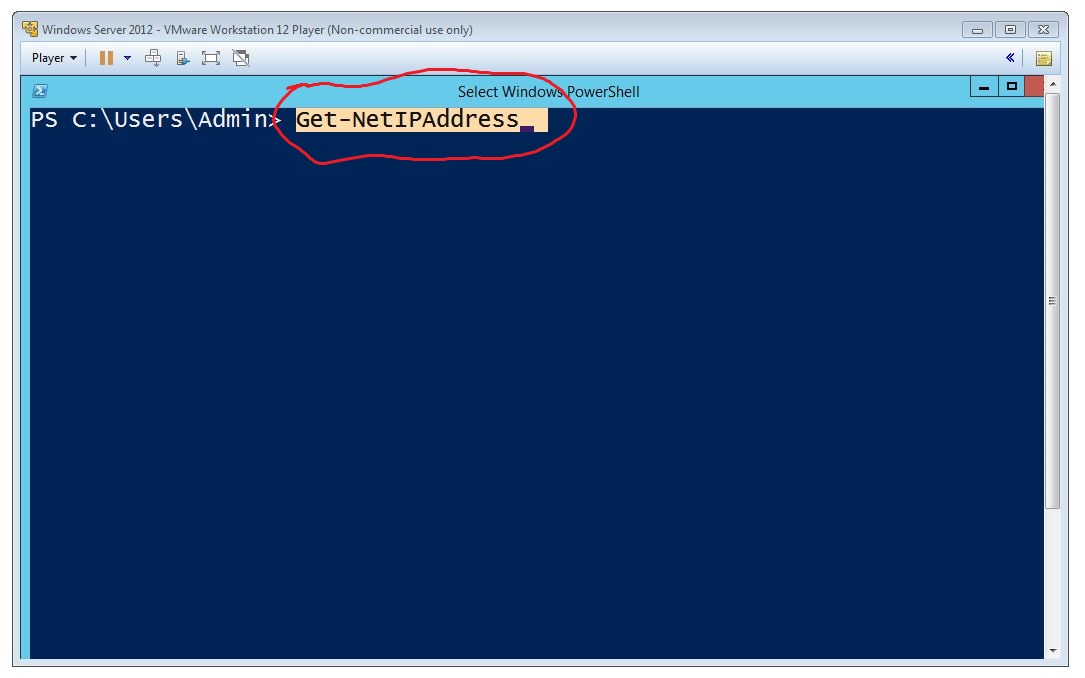 Windows Server 2012 - VMware Workstation 12 Player (Non-commercial use only)
Player
Select Windows PowerShell
PS C:\Users\Admin> Get-NetIPAddress